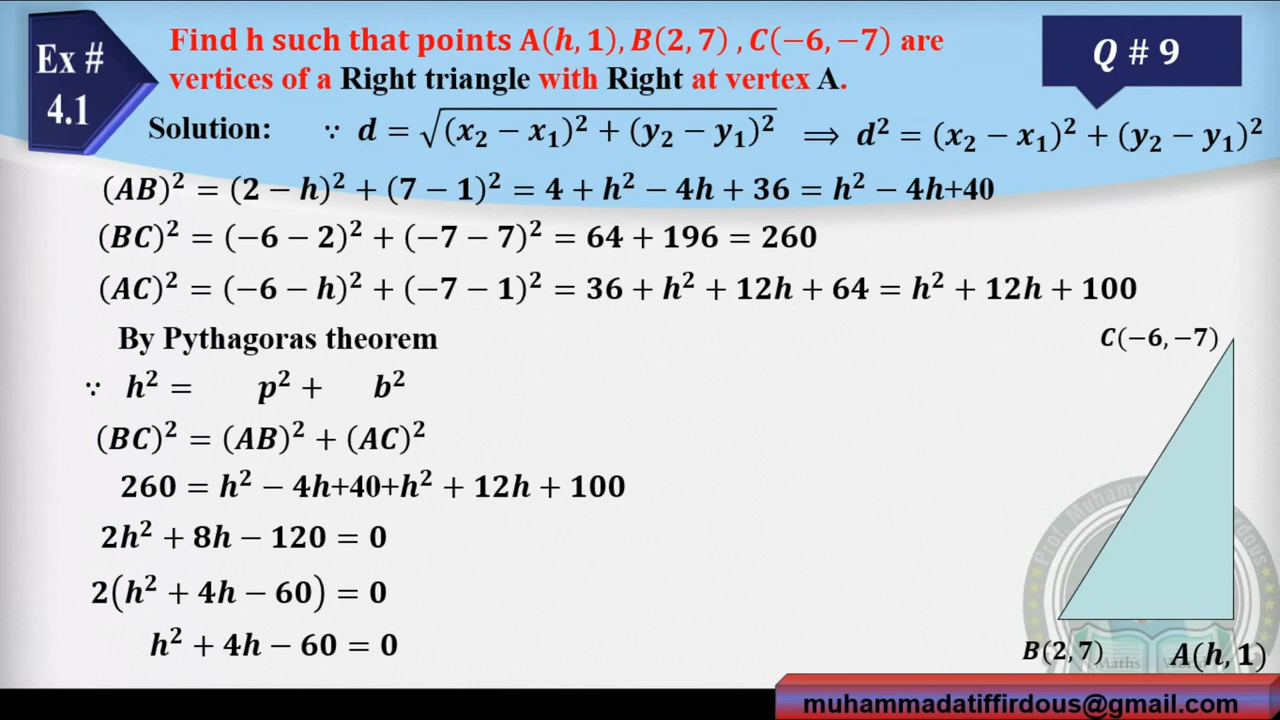 Ex #
4.1
Find h such that points A(h, 1), B(2, 7) , C(−6, −7) are
vertices of a Right triangle with Right at vertex A.
Q # 9
Solution: ∵ d = √((x₂ − x₁)² + (y₂ − y₁)²) ⟹ d² = (x₂ − x₁)² + (y₂ − y₁)²
(AB)² = (2 − h)² + (7 − 1)² = 4 + h² − 4h + 36 = h² − 4h+40
(BC)² = (−6 − 2)² + (−7 − 7)² = 64 + 196 = 260
(AC)² = (−6 − h)² + (−7 − 1)² = 36 + h² + 12h + 64 = h² + 12h + 100
By Pythagoras theorem
∵ h² = p² + b²
(BC)² = (AB)² + (AC)²
260 = h² − 4h+40+h² + 12h + 100
2h² + 8h − 120 = 0
2(h² + 4h − 60) = 0
h² + 4h − 60 = 0
C(−6, −7)
B(2, 7)
A(h, 1)
Prof. Muhammad
Maths
muhammadatiffirdous@gmail.com